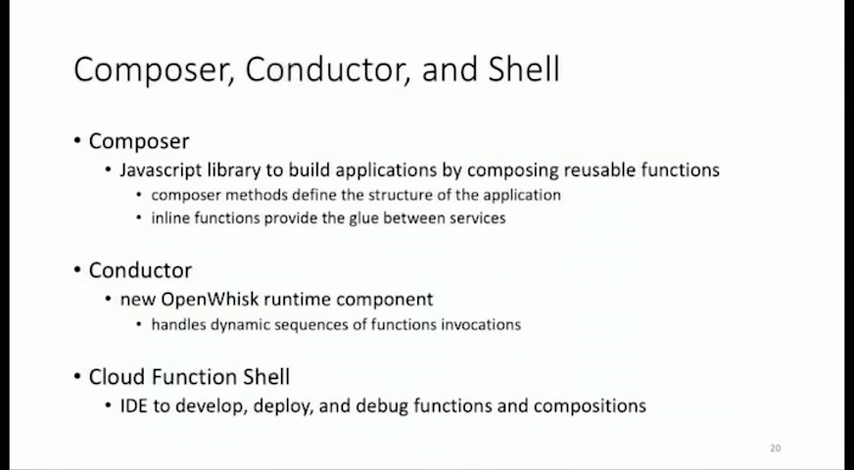 Composer, Conductor, and Shell
• Composer
• Javascript library to build applications by composing reusable functions
• composer methods define the structure of the application
• inline functions provide the glue between services
• Conductor
• new OpenWhisk runtime component
• handles dynamic sequences of functions invocations
• Cloud Function Shell
• IDE to develop, deploy, and debug functions and compositions
20